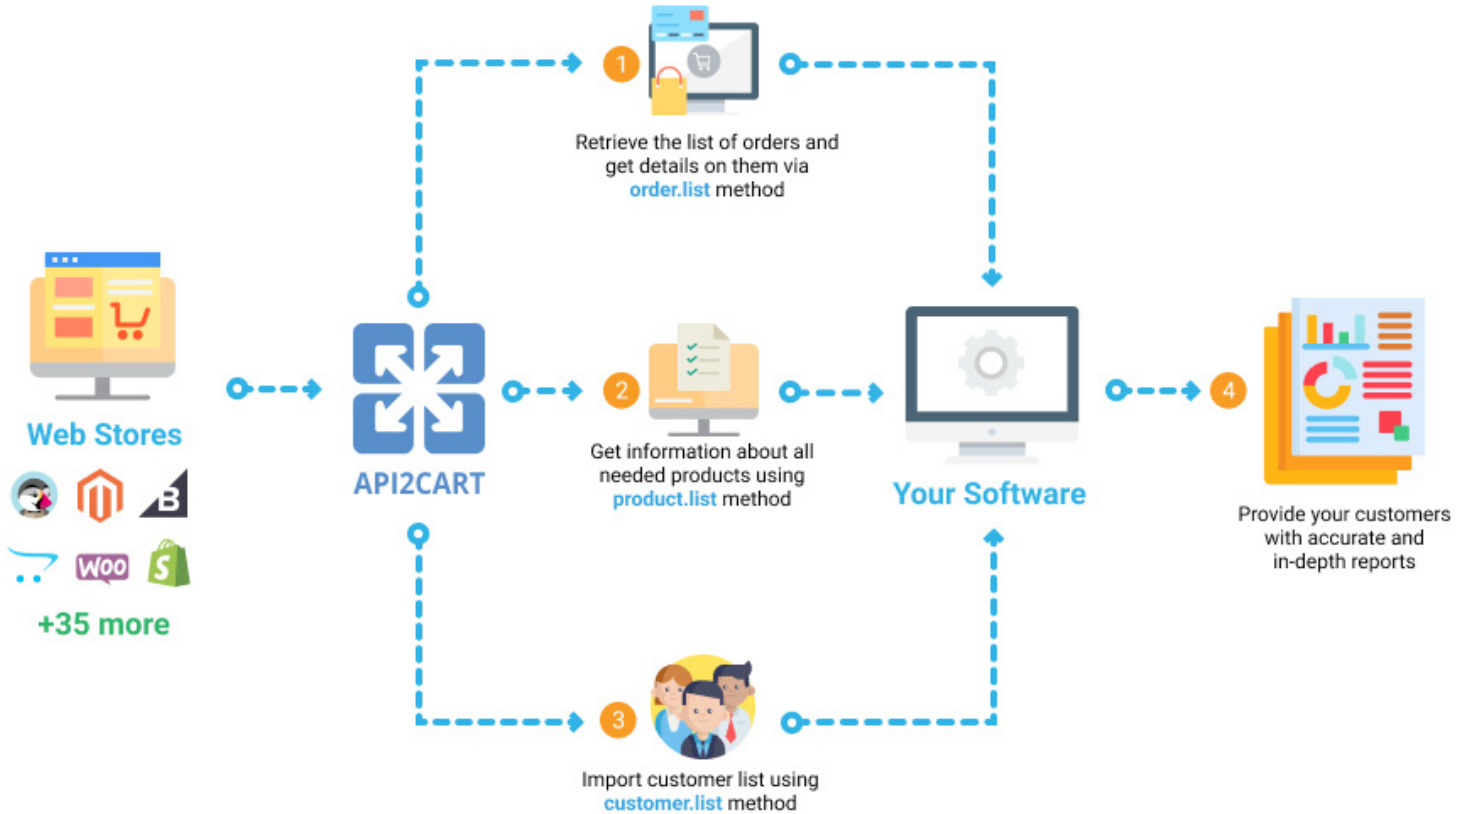 1
Retrieve the list of orders and
get details on them via
order.list method
Web Stores
B
WOO
S
+35 more
API2CART
2
Get information about all
needed products using
product.list method
Your Software
4
Provide your customers
with accurate and
in-depth reports
3
Import customer list using
customer.list method